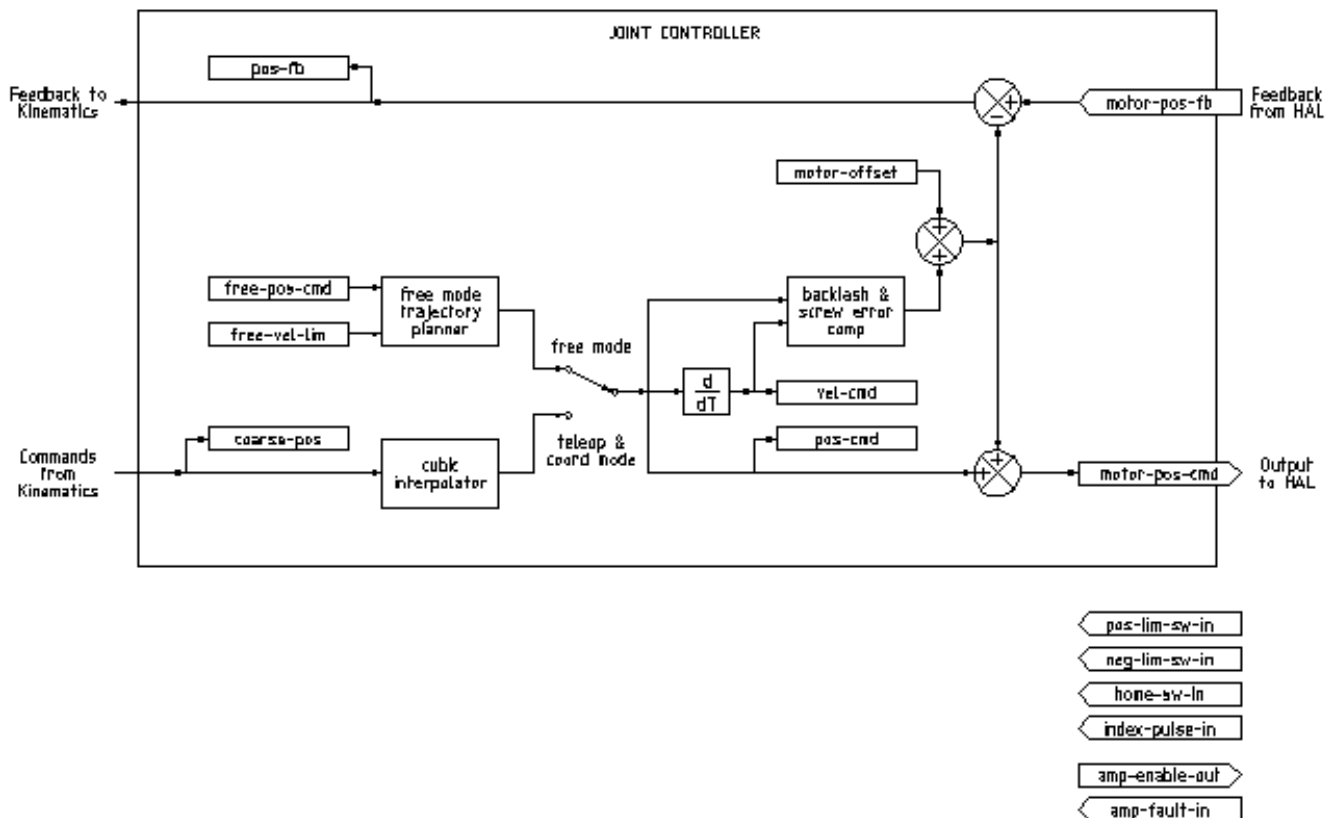 JOINT CONTROLLER
pos-fb
Feedback to
Kinematics
motor-pos-fb
Feedback
from HAL
motor-offset
free-pos-cmd
free-vel-lim
free mode
trajectory
planner
backlash &
screw error
comp
free mode
d
dT
vel-cmd
coarse-pos
teleop &
coord mode
pos-cmd
Commands
from
Kinematics
cubic
interpolator
motor-pos-cmd
Output
to HAL
pos-lim-sw-in
neg-lim-sw-in
home-sw-in
index-pulse-in
amp-enable-out
amp-fault-in